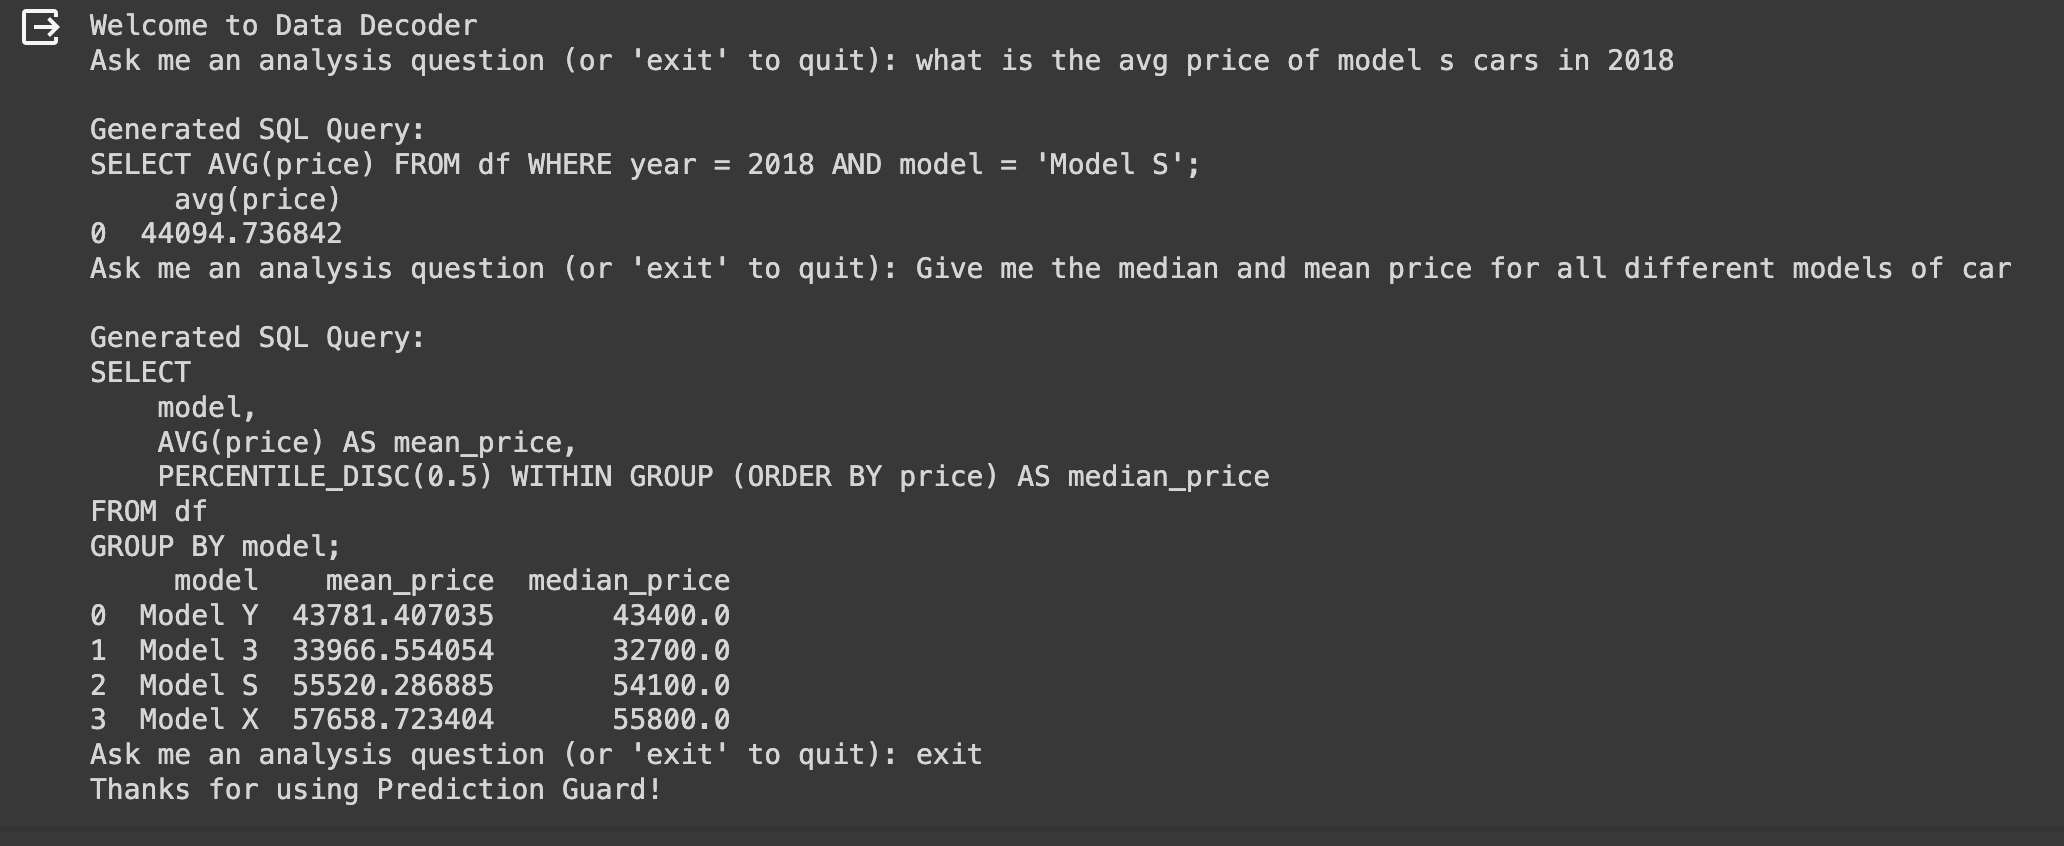 Welcome to Data Decoder
Ask me an analysis question (or 'exit' to quit): what is the avg price of model s cars in 2018

Generated SQL Query:
SELECT AVG(price) FROM df WHERE year = 2018 AND model = 'Model S';
     avg(price)
0  44094.736842
Ask me an analysis question (or 'exit' to quit): Give me the median and mean price for all different models of car

Generated SQL Query:
SELECT
    model,
    AVG(price) AS mean_price,
    PERCENTILE_DISC(0.5) WITHIN GROUP (ORDER BY price) AS median_price
FROM df
GROUP BY model;
     model    mean_price  median_price
0  Model Y  43781.407035       43400.0
1  Model 3  33966.554054       32700.0
2  Model S  55520.286885       54100.0
3  Model X  57658.723404       55800.0
Ask me an analysis question (or 'exit' to quit): exit
Thanks for using Prediction Guard!